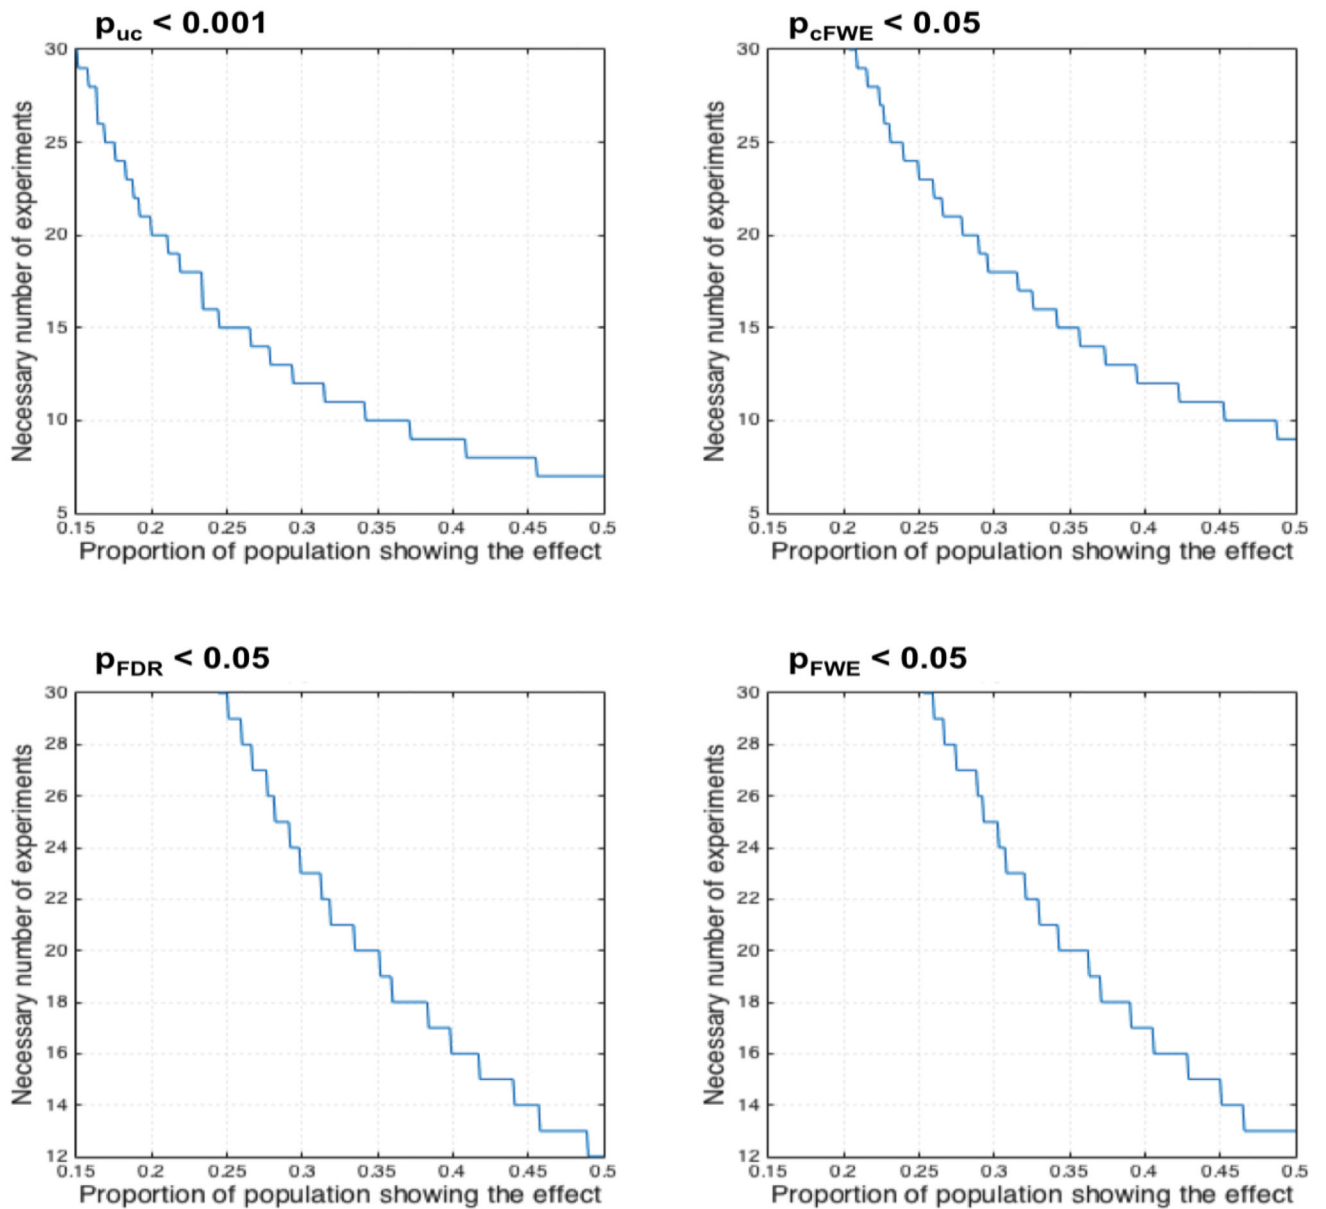 p_uc < 0.001
Necessary number of experiments
30
25
20
15
10
5
0.15 0.2 0.25 0.3 0.35 0.4 0.45 0.5
Proportion of population showing the effect
p_cFWE < 0.05
Necessary number of experiments
30
25
20
15
10
5
0.15 0.2 0.25 0.3 0.35 0.4 0.45 0.5
Proportion of population showing the effect
p_FDR < 0.05
Necessary number of experiments
30
28
26
24
22
20
18
16
14
12
0.15 0.2 0.25 0.3 0.35 0.4 0.45 0.5
Proportion of population showing the effect
p_FWE < 0.05
Necessary number of experiments
30
28
26
24
22
20
18
16
14
12
0.15 0.2 0.25 0.3 0.35 0.4 0.45 0.5
Proportion of population showing the effect